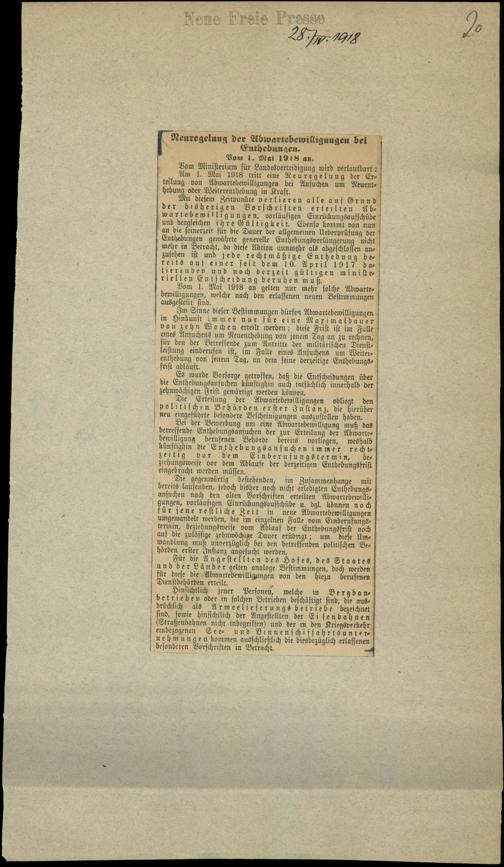 Neue Freie Presse
28./IV. 1918
20
Neuregelung der Abwartebewilligungen bei
Enthebungen.
Vom 1. Mai 1918 an.
Vom Ministerium für Landesverteidigung wird verlautbart:
Am 1. Mai 1918 tritt eine Neuregelung der Er-
teilung von Abwartebewilligungen bei Ansuchen um Neuent-
hebung oder Weiterenthebung in Kraft.
Mit diesem Zeitpunkte verlieren alle auf Grund
der bisherigen Vorschriften erteilten Ab-
wartebewilligungen, vorläufigen Einrückungsaufschübe
und dergleichen ihre Gültigkeit. Ebenso kommt von nun
an die seinerzeit für die Dauer der allgemeinen Ueberprüfung der
Enthebungen gewährte generelle Enthebungsverlängerung nicht
mehr in Betracht, da diese Aktion nunmehr als abgeschlossen an-
zusehen ist und jede rechtmäßige Enthebung be-
reits auf einer seit dem 10. April 1917 da-
tierenden und noch derzeit gültigen ministe-
riellen Entscheidung beruhen muß.
Vom 1. Mai 1918 an gelten nur mehr solche Abwarte-
bewilligungen, welche nach den erlassenen neuen Bestimmungen
ausgestellt sind.
Im Sinne dieser Bestimmungen dürfen Abwartebewilligungen
in Hinkunft immer nur für eine Maximaldauer
von zehn Wochen erteilt werden; diese Frist ist im Falle
eines Ansuchens um Neuenthebung von jenem Tag an zu rechnen,
für den der Betreffende zum Antritte der militärischen Dienst-
leistung einberufen ist, im Falle eines Ansuchens um Weiter-
enthebung von jenem Tag, an dem seine derzeitige Enthebungs-
frist abläuft.
Es wurde Vorsorge getroffen, daß die Entscheidungen über
die Enthebungsansuchen künftighin auch tatsächlich innerhalb der
zehnwöchigen Frist gewärtigt werden können.
Die Erteilung der Abwartebewilligungen obliegt den
politischen Behörden erster Instanz, die hierüber
neu eingeführte besondere Bescheinigungen auszustellen haben.
Bei der Bewerbung um eine Abwartebewilligung muß das
betreffende Enthebungsansuchen der zur Erteilung der Abwarte-
bewilligung berufenen Behörde bereits vorliegen, weshalb
künftighin die Enthebungsansuchen immer recht-
zeitig vor dem Einberufungstermin, be-
ziehungsweise vor dem Ablaufe der derzeitigen Enthebungsfrist
eingebracht werden müssen.
Die gegenwärtig bestehenden, im Zusammenhange mit
bereits laufenden, jedoch bisher noch nicht erledigten Enthebungs-
ansuchen nach den alten Vorschriften erteilten Abwartebewilli-
gungen, vorläufigen Einrückungsaufschübe u. dgl. können noch
für jene restliche Zeit in neue Abwartebewilligungen
umgewandelt werden, die im einzelnen Falle vom Einberufungs-
termin, beziehungsweise vom Ablauf der Enthebungsfrist noch
auf die zulässige zehnwöchige Dauer erübrigt; um diese Um-
wandlung muß unverzüglich bei den betreffenden politischen Be-
hörden erster Instanz angesucht werden.
Für die Angestellten des Hofes, des Staates
und der Länder gelten analoge Bestimmungen, doch werden
für diese die Abwartebewilligungen von den hiezu berufenen
Dienstbehörden erteilt.
Hinsichtlich jener Personen, welche in Bergbau-
betrieben oder in solchen Betrieben beschäftigt sind, die aus-
drücklich als Armeelieferungsbetriebe bezeichnet
sind, sowie hinsichtlich der Angestellten der Eisenbahnen
(Straßenbahnen nicht inbegriffen) und der in den Kriegsverkehr
einbezogenen See- und Binnenschiffahrtsunter-
nehmungen kommen ausschließlich die diesbezüglich erlassenen
besonderen Vorschriften in Betracht.